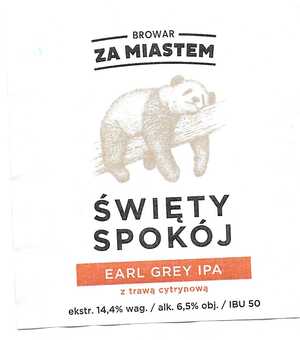 BROWAR
ZA MIASTEM
ŚWIĘTY
SPOKÓJ
EARL GREY IPA
z trawą cytrynową
ekstr. 14,4% wag. / alk. 6,5% obj. / IBU 50